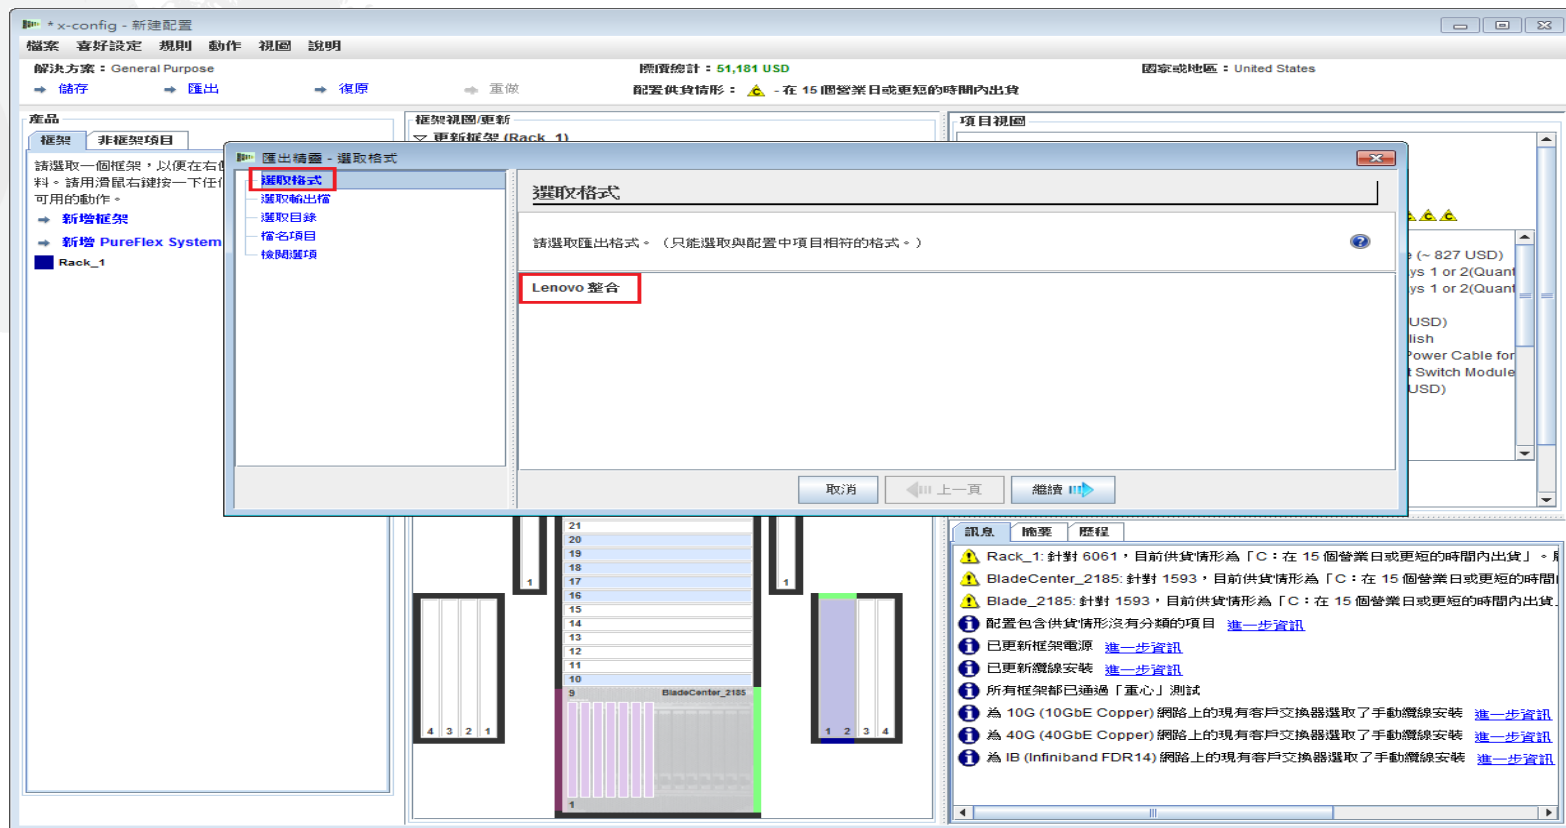 * x-config - 新建配置
檔案 喜好設定 規則 動作 視圖 說明
解決方案：General Purpose
標價總計：51,181 USD
國家或地區：United States
儲存 匯出 復原 重做
配置供貨情形： C - 在 15 個營業日或更短的時間內出貨
產品
框架 非框架項目
請選取一個框架，以便在右
料。請用滑鼠右鍵按一下任
可用的動作。
新增框架
新增 PureFlex System
Rack_1
框架視圖/更新
更新框架 (Rack_1)
項目視圖
匯出精靈 - 選取格式
選取格式
選取輸出檔
選取目錄
檔名項目
檢閱選項
選取格式
請選取匯出格式。（只能選取與配置中項目相符的格式。）
Lenovo 整合
取消 上一頁 繼續
C C C
(~ 827 USD)
ys 1 or 2(Quant
ys 1 or 2(Quant
USD)
lish
Power Cable for
t Switch Module
USD)
21
20
19
18
17
16
15
14
13
12
11
10
9 BladeCenter_2185
1
1
1
4 3 2 1
1 2 3 4
訊息 簡要 歷程
Rack_1: 針對 6061，目前供貨情形為「C：在 15 個營業日或更短的時間內出貨」。
BladeCenter_2185: 針對 1593，目前供貨情形為「C：在 15 個營業日或更短的時間
Blade_2185: 針對 1593，目前供貨情形為「C：在 15 個營業日或更短的時間內出貨
配置包含供貨情形沒有分類的項目 進一步資訊
已更新框架電源 進一步資訊
已更新纜線安裝 進一步資訊
所有框架都已通過「重心」測試
為 10G (10GbE Copper) 網路上的現有客戶交換器選取了手動纜線安裝 進一步資訊
為 40G (40GbE Copper) 網路上的現有客戶交換器選取了手動纜線安裝 進一步資訊
為 IB (Infiniband FDR14) 網路上的現有客戶交換器選取了手動纜線安裝 進一步資訊